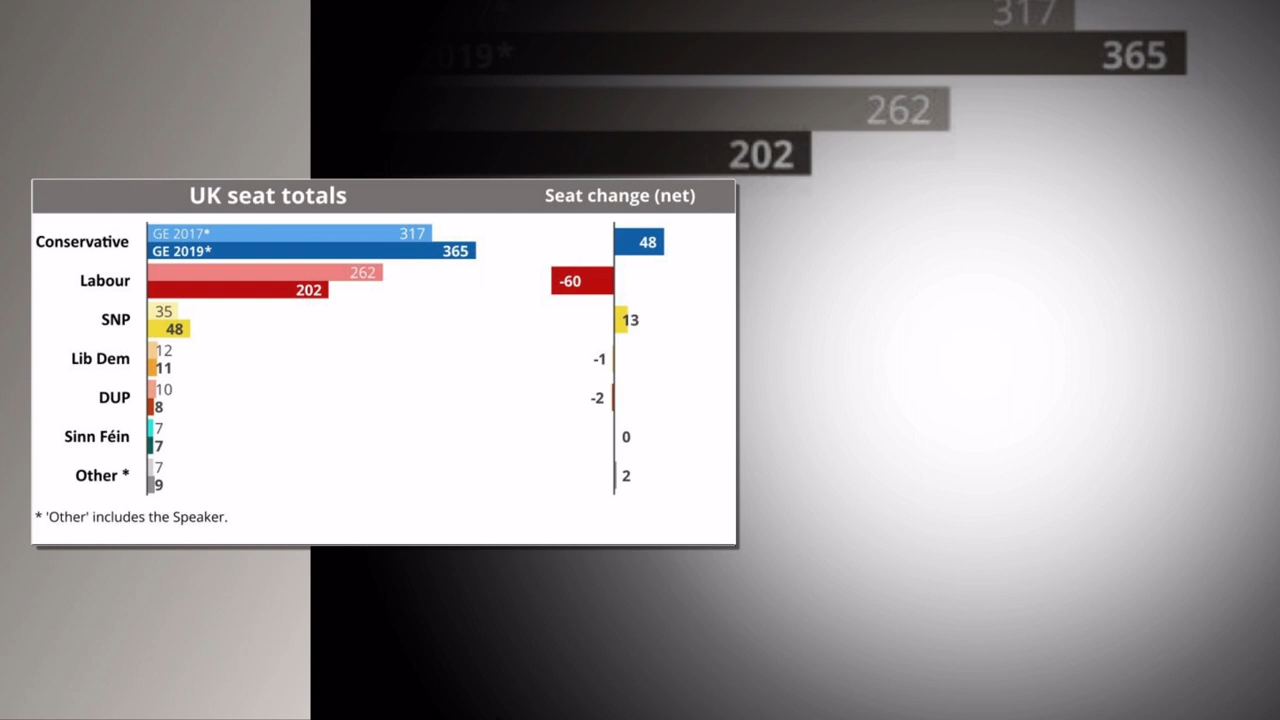 317
2019*
365
262
202
UK seat totals Seat change (net)
Conservative GE 2017* 317 48
GE 2019* 365
Labour 262 -60
202
SNP 35 13
48
Lib Dem 12 -1
11
DUP 10 -2
8
Sinn Féin 7 0
7
Other * 7 2
9
* 'Other' includes the Speaker.